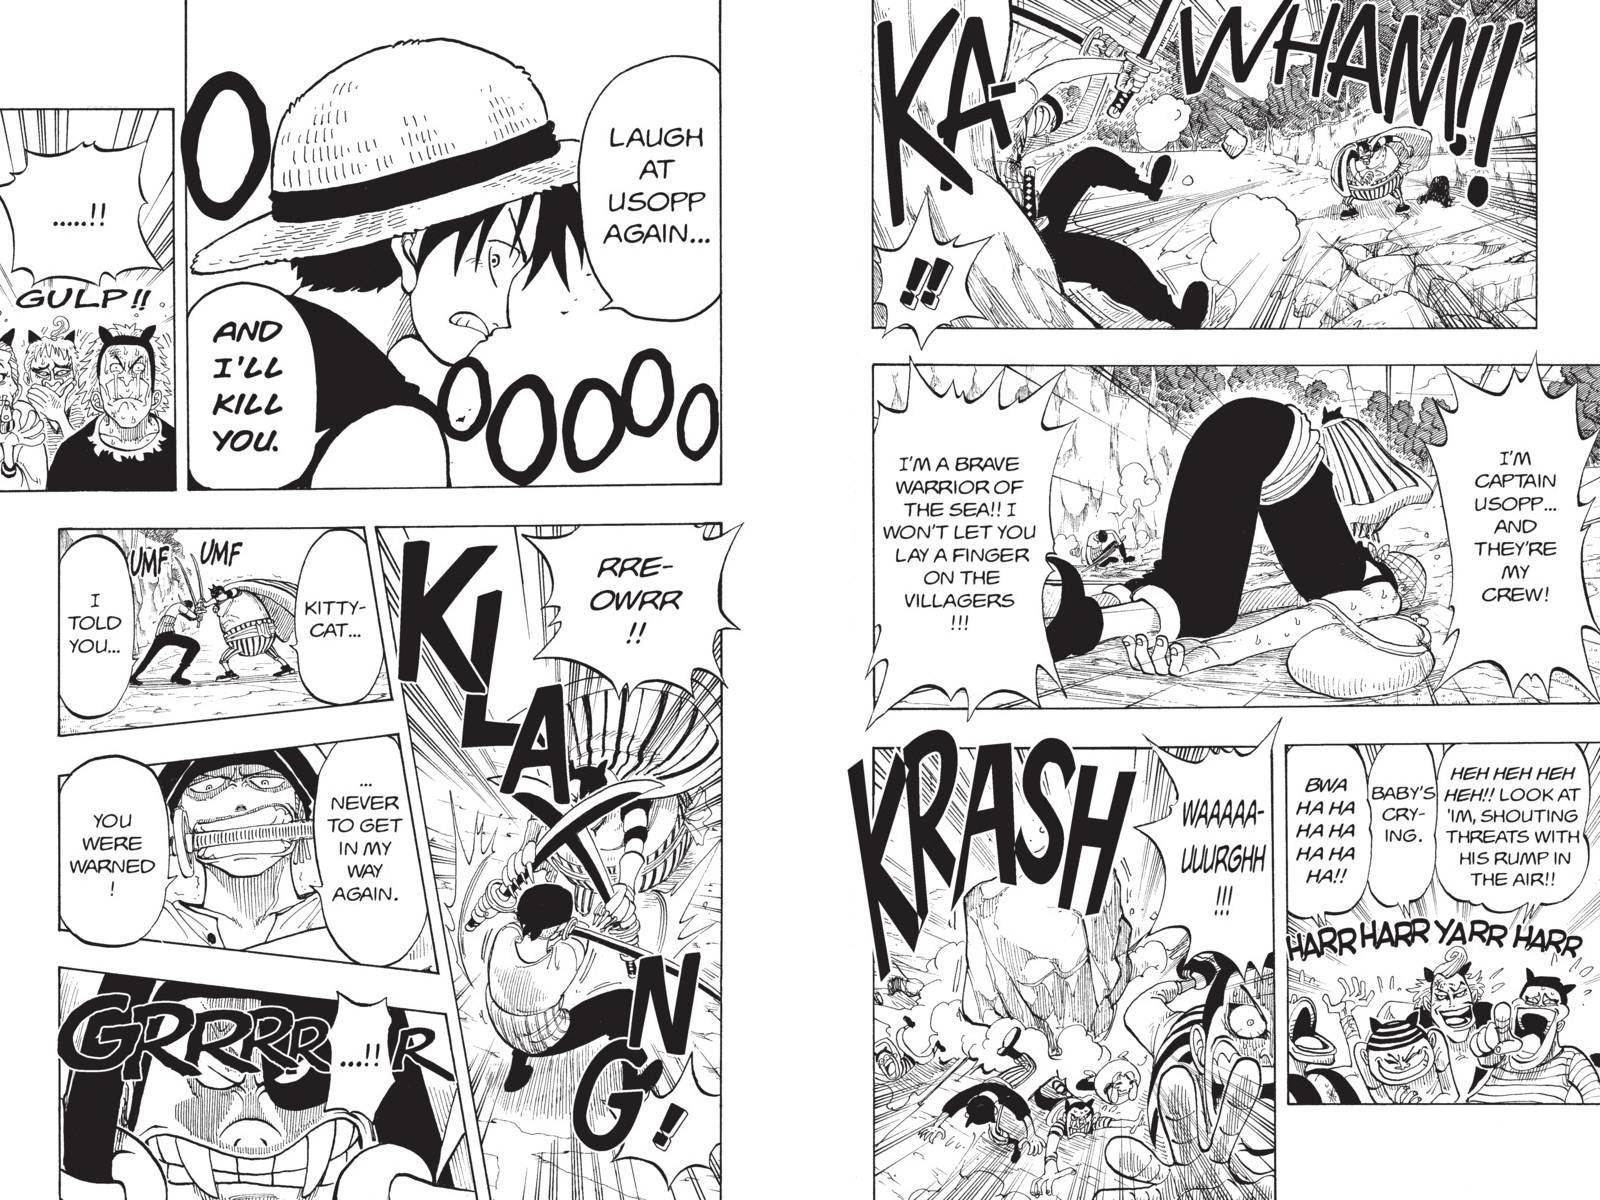 KA-
WHAM!!
!!
I'M
CAPTAIN
USOPP...
AND
THEY'RE
MY
CREW!
I'M A BRAVE
WARRIOR OF
THE SEA!! I
WON'T LET YOU
LAY A FINGER
ON THE
VILLAGERS
!!!
HEH HEH HEH
HEH!! LOOK AT
'IM, SHOUTING
THREATS WITH
HIS RUMP IN
THE AIR!!
BABY'S
CRY-
ING.
BWA
HA HA
HA HA
HA HA
HA!!
HARR HARR YARR HARR
WAAAAA-
UUURGHH
!!!
KRASH
LAUGH
AT
USOPP
AGAIN...
AND
I'LL
KILL
YOU.
OOOOOOO
......!!
GULP!!
RRE-
OWRR
!!
KLAXNG!
KITTY-
CAT...
UMF
UMF
I
TOLD
YOU...
...
NEVER
TO GET
IN MY
WAY
AGAIN.
YOU
WERE
WARNED
!
GRRRR R
...!!